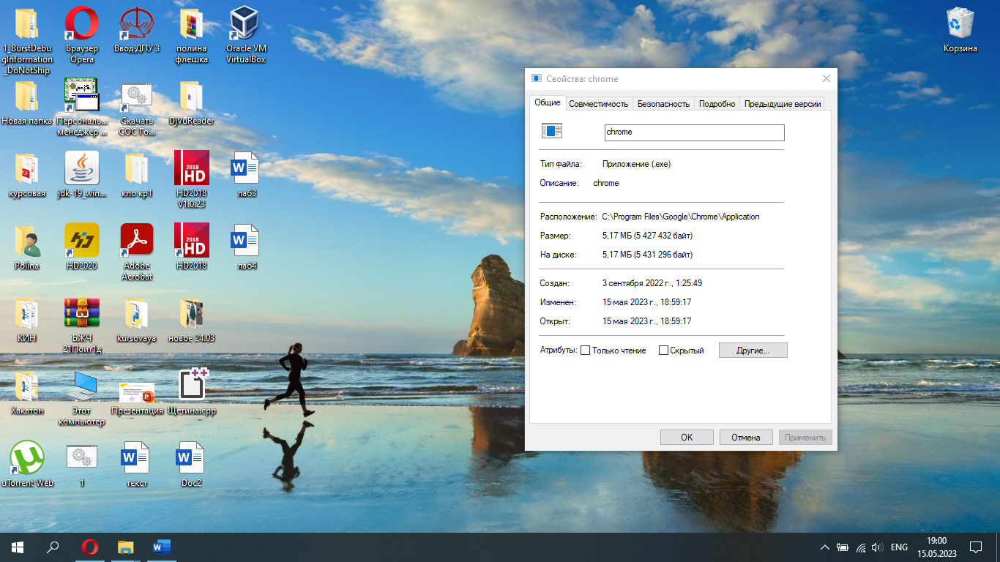 1_BurstDebu
gInformation
_DoNotShip
Браузер
Opera
Ввод ДПУ 3
полина
флешка
Oracle VM
VirtualBox
Корзина
Новая папка
Персональ...
менеджер ...
Скачать
СОС Го...
DjVuReader
курсовая
jdk-19_win...
кпо кр1
2018
HD
HD2018
V1.0.23
лаб3
Polina
HD2020
Adobe
Acrobat
2018
HD
HD2018
лаб4
КИН
БЖЧ
21Поит1д
kursovaya
новое 24.03
Хакатон
Этот
компьютер
Презентация
Щетина.cpp
uTorrent Web
1
текст
Doc2
Свойства: chrome
Общие
Совместимость
Безопасность
Подробно
Предыдущие версии
chrome
Тип файла: Приложение (.exe)
Описание: chrome
Расположение: C:\Program Files\Google\Chrome\Application
Размер: 5,17 МБ (5 427 432 байт)
На диске: 5,17 МБ (5 431 296 байт)
Создан: 3 сентября 2022 г., 1:25:49
Изменен: 15 мая 2023 г., 18:59:17
Открыт: 15 мая 2023 г., 18:59:17
Атрибуты: Только чтение Скрытый Другие...
OK Отмена Применить
ENG
19:00
15.05.2023